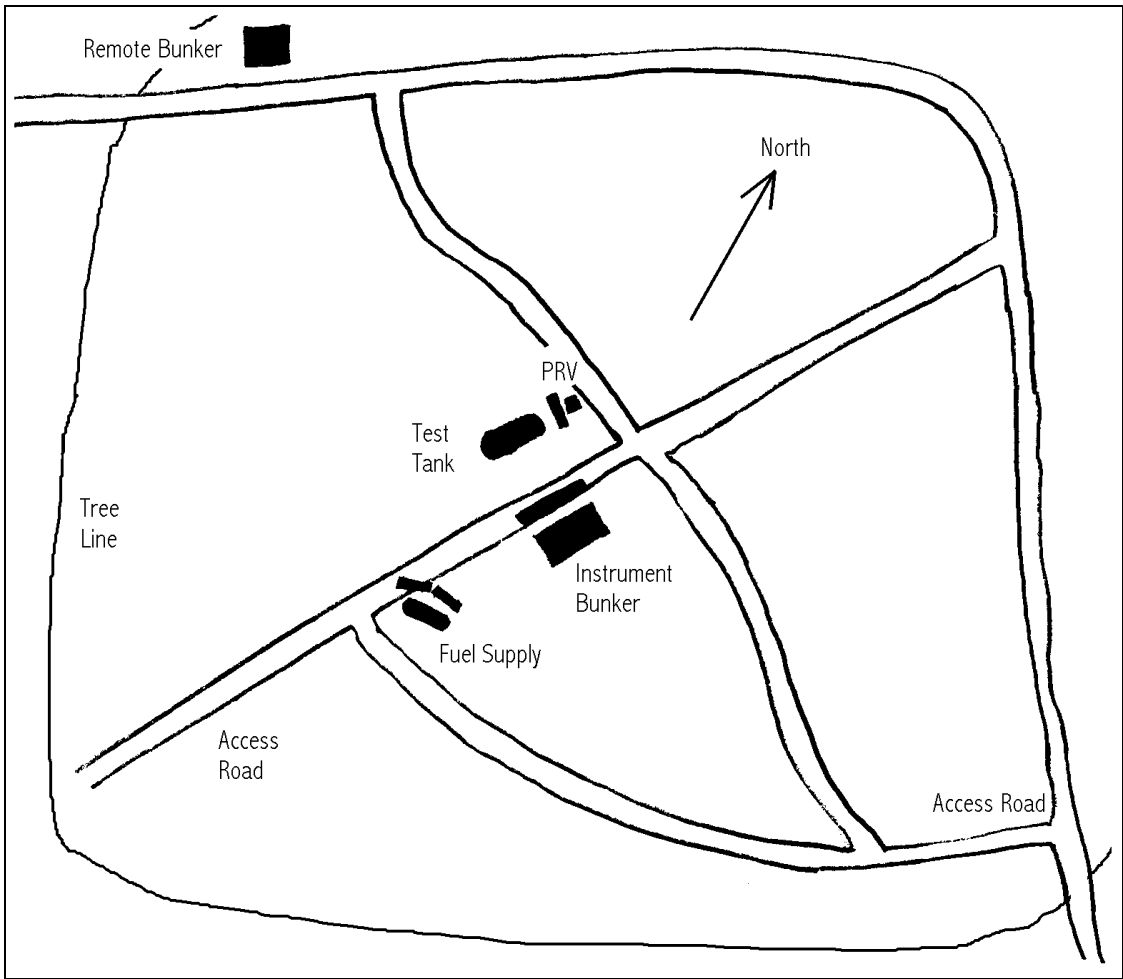 Remote Bunker
North
PRV
Test
Tank
Tree
Line
Instrument
Bunker
Fuel Supply
Access
Road
Access Road